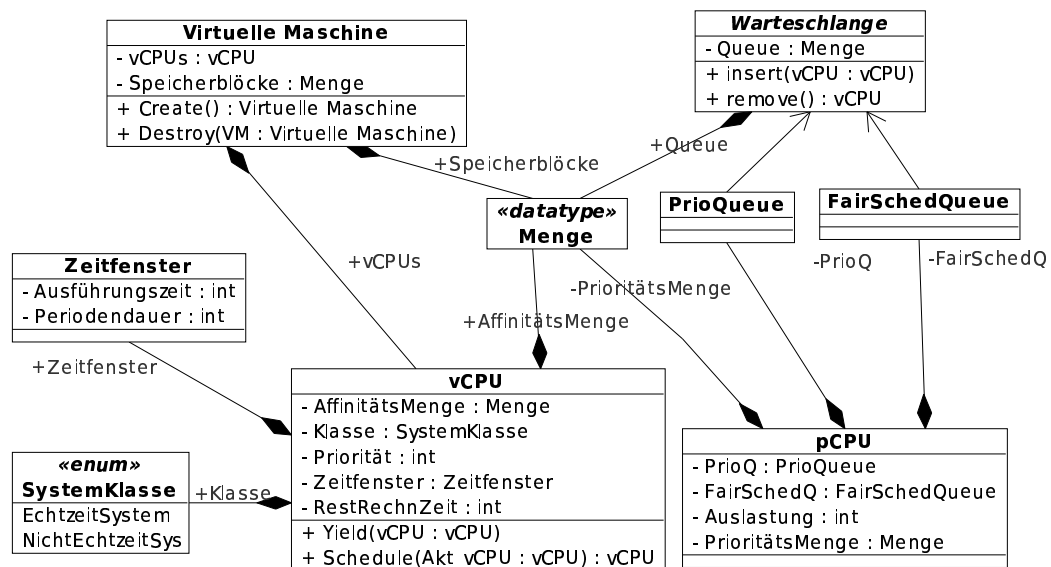 Virtuelle Maschine
- vCPUs : vCPU
- Speicherblöcke : Menge
+ Create() : Virtuelle Maschine
+ Destroy(VM : Virtuelle Maschine)
Warteschlange
- Queue : Menge
+ insert(vCPU : vCPU)
+ remove() : vCPU
+Speicherblöcke
+Queue
«datatype»
Menge
PrioQueue
FairSchedQueue
+vCPUs
-PrioQ
-FairSchedQ
Zeitfenster
- Ausführungszeit : int
- Periodendauer : int
-PrioritätsMenge
+AffinitätsMenge
+Zeitfenster
vCPU
- AffinitätsMenge : Menge
- Klasse : SystemKlasse
- Priorität : int
- Zeitfenster : Zeitfenster
- RestRechnZeit : int
+ Yield(vCPU : vCPU)
+ Schedule(Akt_vCPU : vCPU) : vCPU
«enum»
SystemKlasse
EchtzeitSystem
NichtEchtzeitSys
+Klasse
pCPU
- PrioQ : PrioQueue
- FairSchedQ : FairSchedQueue
- Auslastung : int
- PrioritätsMenge : Menge